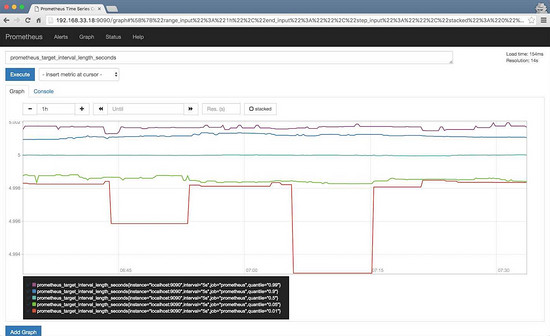 Prometheus Time Series
192.168.33.18:9090/graph#%5B%7B%22range_input%22%3A%221h%22%2C%22end_input%22%3A%22%22%2C%22step_input%22%3A%22%22%2C%22stacked%22%3A%220%22%
Prometheus Alerts Graph Status Help
prometheus_target_interval_length_seconds
Load time: 154ms
Resolution: 14s
Execute - insert metric at cursor -
Graph Console
1h Until Res. (s) stacked
5.002
5
4.998
4.996
4.994
06:45 07:00 07:15 07:30
prometheus_target_interval_length_seconds{instance="localhost:9090",interval="5s",job="prometheus",quantile="0.99"}
prometheus_target_interval_length_seconds{instance="localhost:9090",interval="5s",job="prometheus",quantile="0.9"}
prometheus_target_interval_length_seconds{instance="localhost:9090",interval="5s",job="prometheus",quantile="0.5"}
prometheus_target_interval_length_seconds{instance="localhost:9090",interval="5s",job="prometheus",quantile="0.05"}
prometheus_target_interval_length_seconds{instance="localhost:9090",interval="5s",job="prometheus",quantile="0.01"}
Add Graph